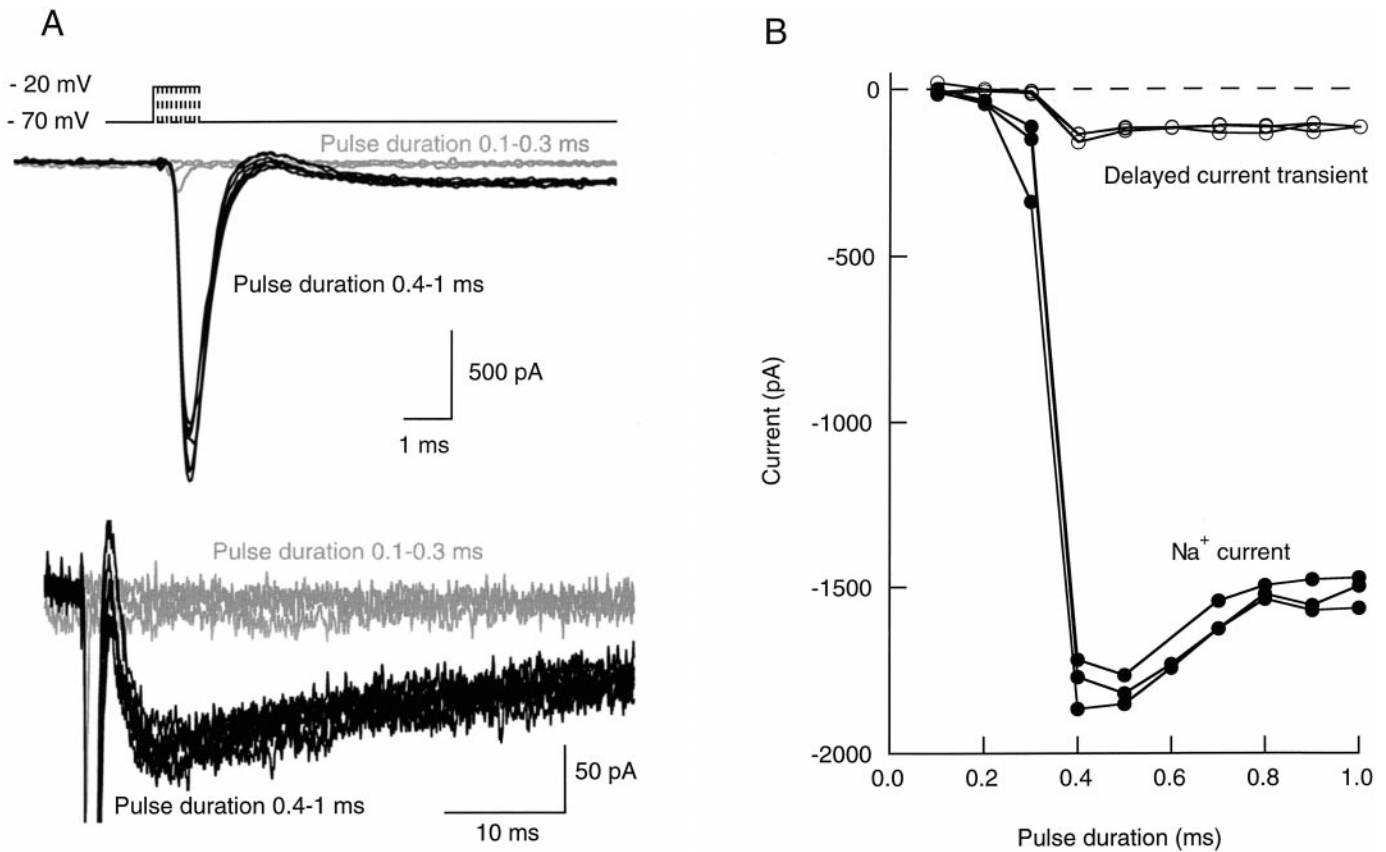 A
- 20 mV
- 70 mV
Pulse duration 0.1-0.3 ms
Pulse duration 0.4-1 ms
500 pA
1 ms
Pulse duration 0.1-0.3 ms
Pulse duration 0.4-1 ms
50 pA
10 ms
B
0
-500
-1000
-1500
-2000
Current (pA)
Delayed current transient
Na+ current
0.0 0.2 0.4 0.6 0.8 1.0
Pulse duration (ms)